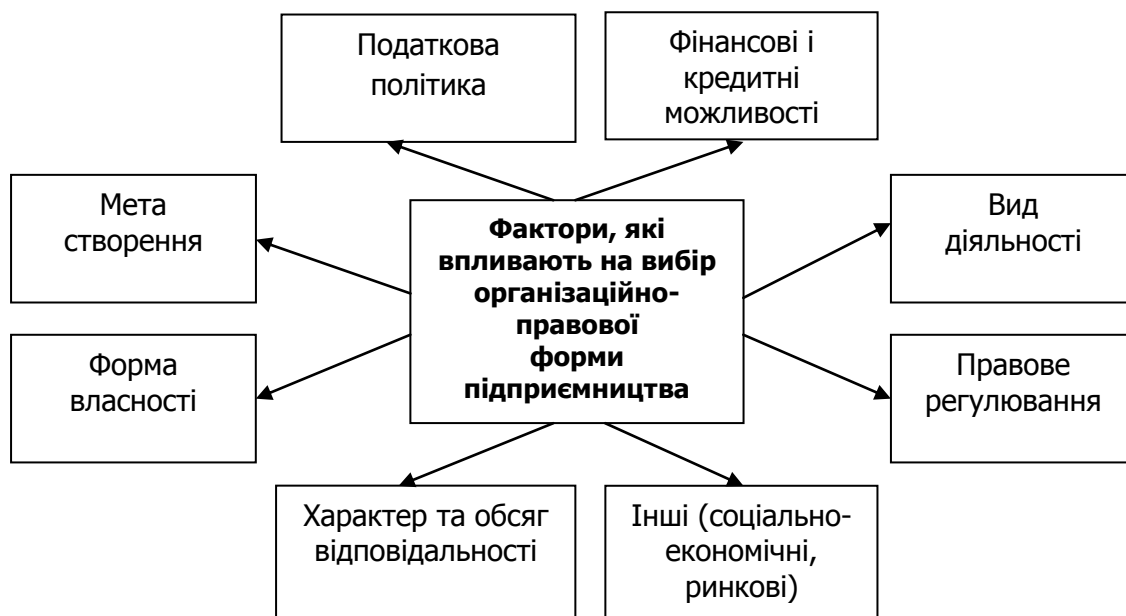 Податкова
політика
Фінансові і
кредитні
можливості
Мета
створення
Фактори, які
впливають на вибір
організаційно-
правової
форми
підприємництва
Вид
діяльності
Форма
власності
Правове
регулювання
Характер та обсяг
відповідальності
Інші (соціально-
економічні,
ринкові)